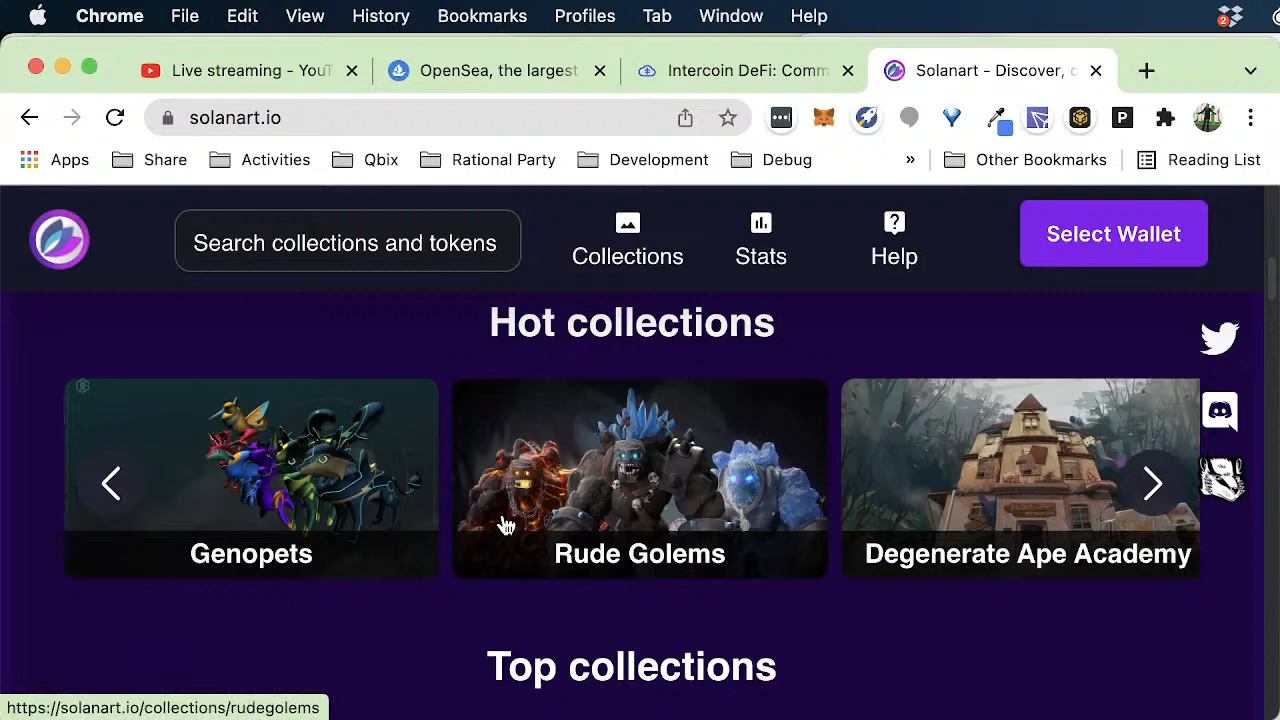 Chrome File Edit View History Bookmarks Profiles Tab Window Help
2
Live streaming - YouT
OpenSea, the largest
Intercoin DeFi: Comm
Solanart - Discover, c
solanart.io
P
Apps Share Activities Qbix Rational Party Development Debug » Other Bookmarks Reading List
Search collections and tokens
Collections
Stats
Help
Select Wallet
Hot collections
Genopets
Rude Golems
Degenerate Ape Academy
Top collections
https://solanart.io/collections/rudegolems